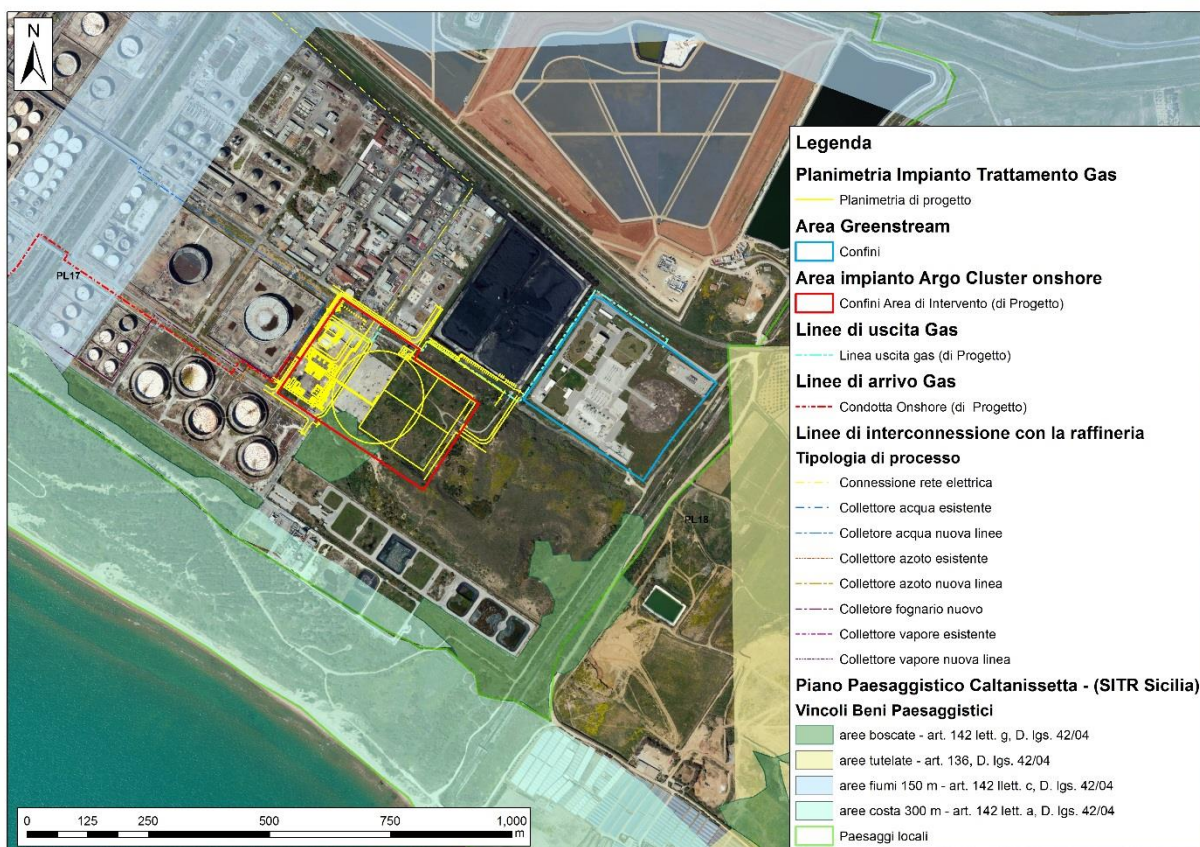 N
PL17
PL18
Legenda
Planimetria Impianto Trattamento Gas
Planimetria di progetto
Area Greenstream
Confini
Area impianto Argo Cluster onshore
Confini Area di Intervento (di Progetto)
Linee di uscita Gas
Linea uscita gas (di Progetto)
Linee di arrivo Gas
Condotta Onshore (di Progetto)
Linee di interconnessione con la raffineria
Tipologia di processo
Connessione rete elettrica
Collettore acqua esistente
Colletore acqua nuova linee
Collettore azoto esistente
Collettore azoto nuova linea
Colletore fognario nuovo
Collettore vapore esistente
Collettore vapore nuova linea
Piano Paesaggistico Caltanissetta - (SITR Sicilia)
Vincoli Beni Paesaggistici
aree boscate - art. 142 lett. g, D. lgs. 42/04
aree tutelate - art. 136, D. lgs. 42/04
aree fiumi 150 m - art. 142 llett. c, D. lgs. 42/04
aree costa 300 m - art. 142 lett. a, D. lgs. 42/04
Paesaggi locali
0 125 250 500 750 1,000
m